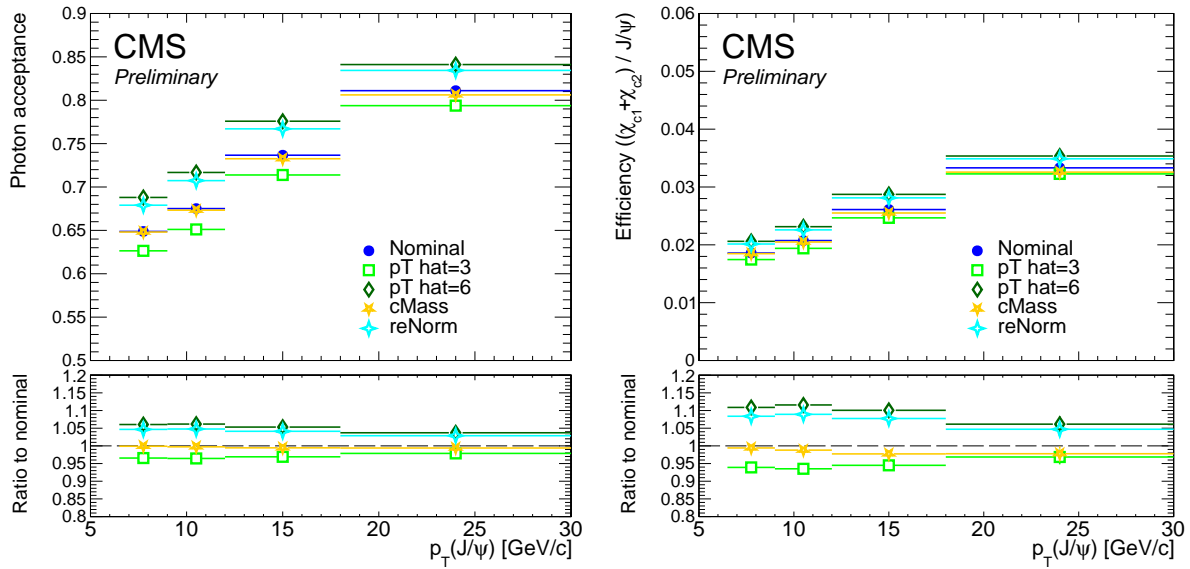 CMS
Preliminary
Photon acceptance
0.9
0.85
0.8
0.75
0.7
0.65
0.6
0.55
0.5
Nominal
pT hat=3
pT hat=6
cMass
reNorm
Ratio to nominal
1.2
1.15
1.1
1.05
1
0.95
0.9
0.85
0.8
5 10 15 20 25 30
p_T(J/ψ) [GeV/c]
CMS
Preliminary
Efficiency ((χ_c1+χ_c2) / J/ψ)
0.06
0.05
0.04
0.03
0.02
0.01
0
Nominal
pT hat=3
pT hat=6
cMass
reNorm
Ratio to nominal
1.2
1.15
1.1
1.05
1
0.95
0.9
0.85
0.8
5 10 15 20 25 30
p_T(J/ψ) [GeV/c]